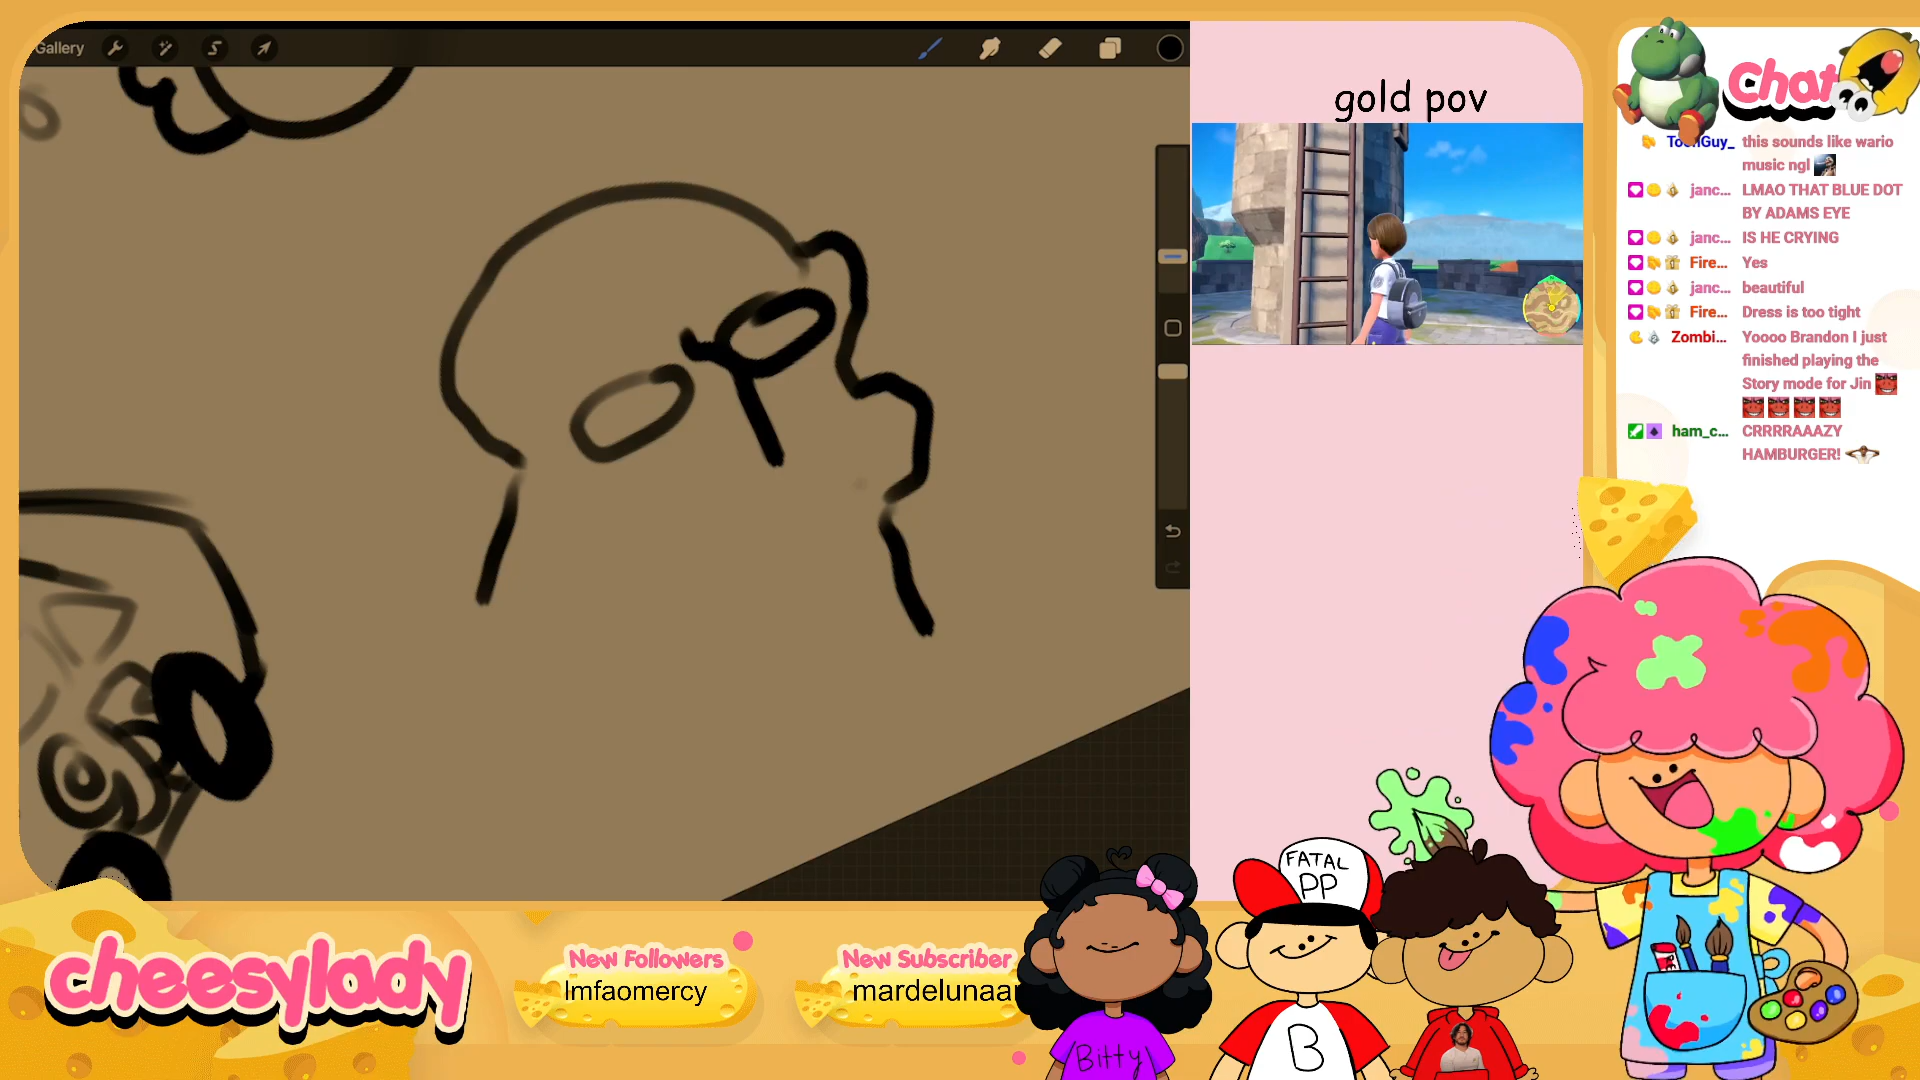 Gallery
gold pov
Chat
this sounds like wario
music ngl
janc... LMAO THAT BLUE DOT
BY ADAMS EYE
janc... IS HE CRYING
Fire... Yes
janc... beautiful
Fire... Dress is too tight
Zombi... Yoooo Brandon I just
finished playing the
Story mode for Jin
ham_c... CRRRRAAAZY
HAMBURGER!
FATAL
PP
B
Bitty
cheesylady
New Followers
lmfaomercy
New Subscriber
mardelunaar